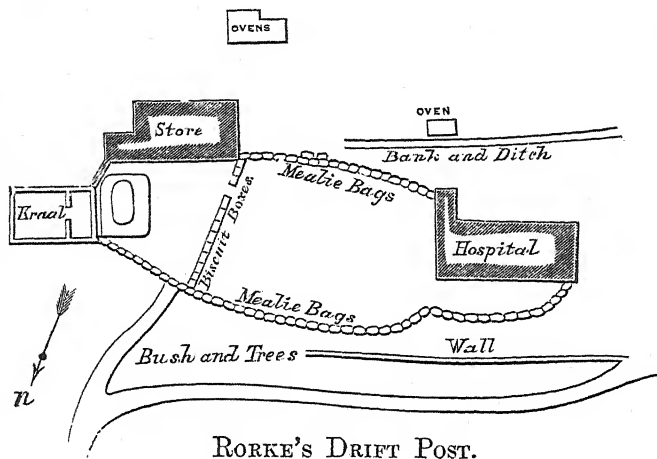 OVENS
OVEN
Store
Bank and Ditch
Mealie Bags
Kraal
Biscuit Boxes
Hospital
Mealie Bags
Wall
Bush and Trees
n
RORKE'S DRIFT POST.